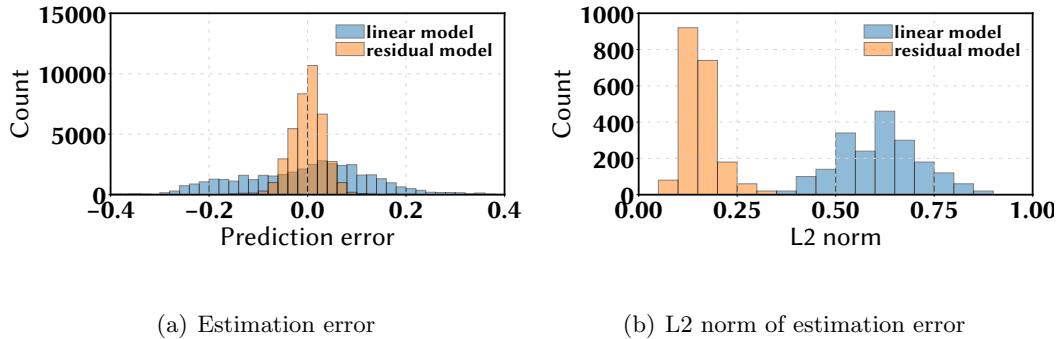 15000
10000
5000
0
Count
−0.4 −0.2 0.0 0.2 0.4
Prediction error
linear model
residual model
1000
800
600
400
200
0
Count
0.00 0.25 0.50 0.75 1.00
L2 norm
linear model
residual model
(a) Estimation error
(b) L2 norm of estimation error